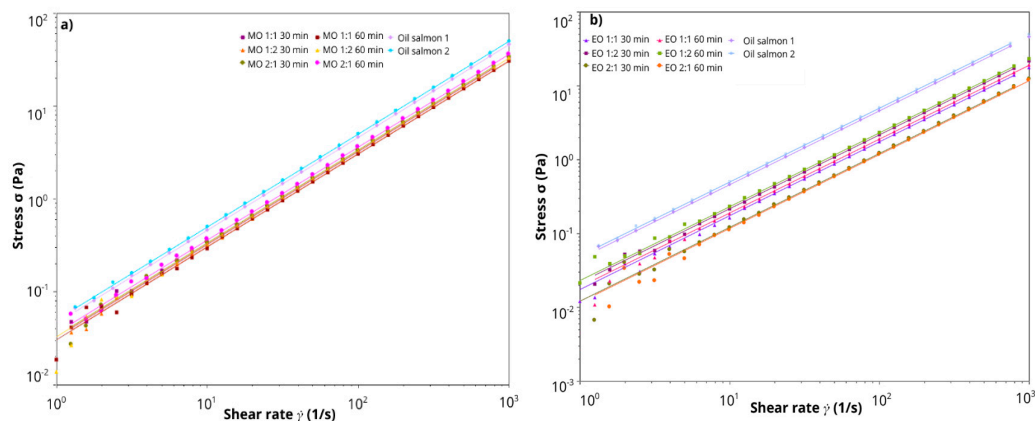 a)
MO 1:1 30 min MO 1:1 60 min Oil salmon 1
MO 1:2 30 min MO 1:2 60 min Oil salmon 2
MO 2:1 30 min MO 2:1 60 min
10²
10¹
10⁰
10⁻¹
10⁻²
Stress σ (Pa)
10⁰ 10¹ 10² 10³
Shear rate γ̇ (1/s)
b)
EO 1:1 30 min EO 1:1 60 min Oil salmon 1
EO 1:2 30 min EO 1:2 60 min Oil salmon 2
EO 2:1 30 min EO 2:1 60 min
10²
10¹
10⁰
10⁻¹
10⁻²
10⁻³
Stress σ (Pa)
10⁰ 10¹ 10² 10³
Shear rate γ̇ (1/s)